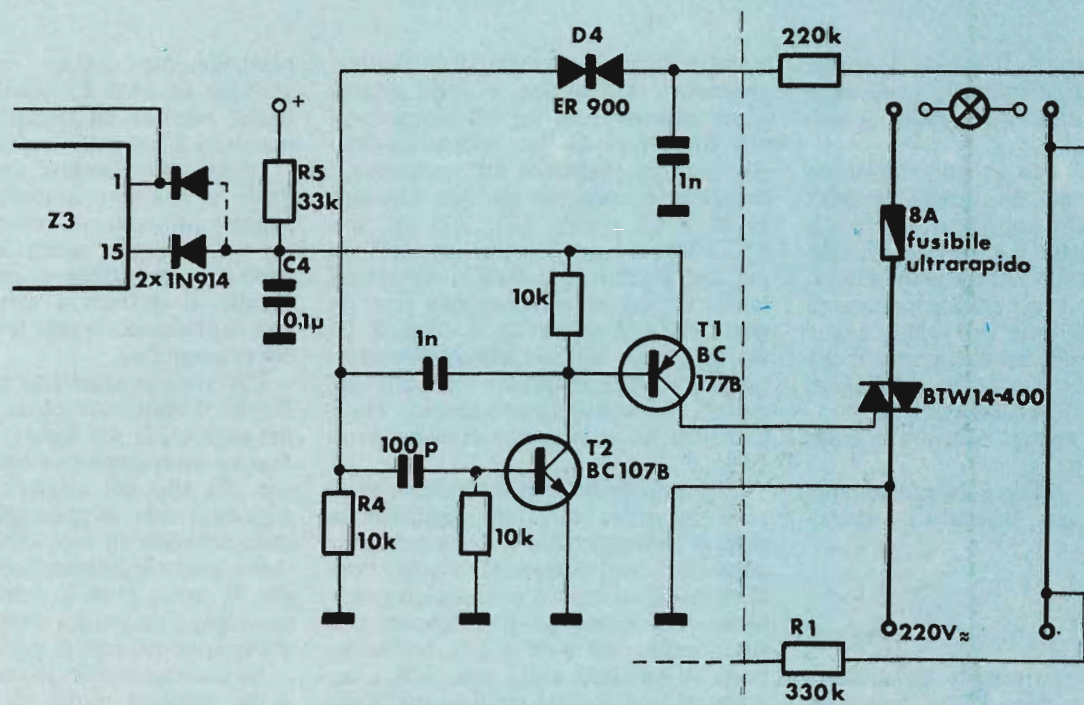 D4
ER 900
220k
1n
+
R5
33k
1
Z3
15
2x 1N914
C4
0,1µ
10k
8A
fusibile
ultrarapido
1n
T1
BC
177B
BTW14-400
100 p
T2
BC107B
R4
10k
10k
220V≈
R1
330k